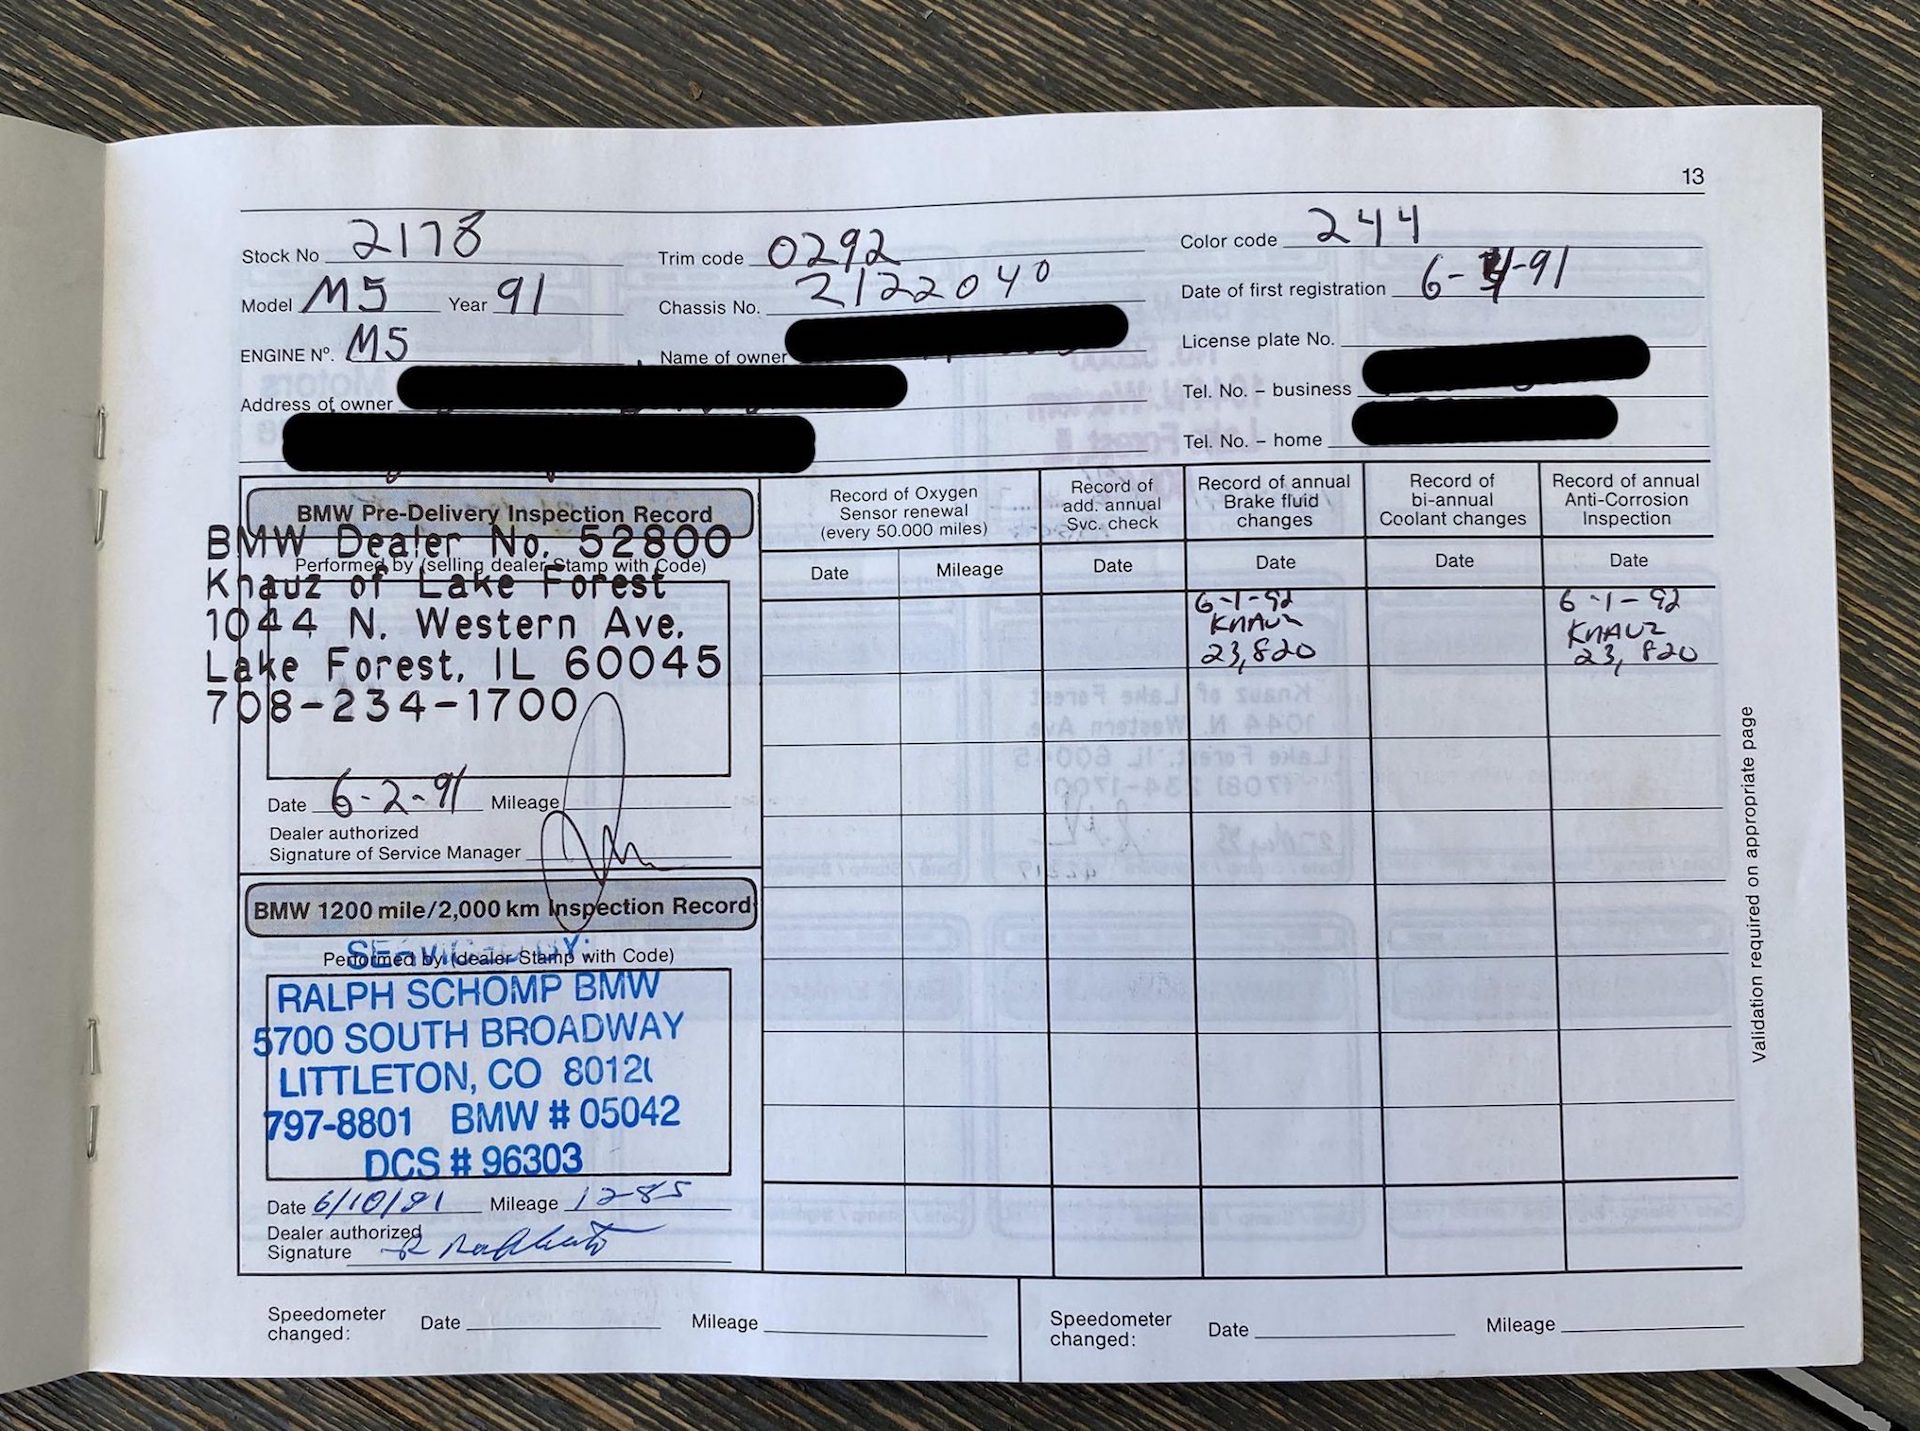 13
Stock No 2178 Trim code 0292 Color code 244
Model M5 Year 91 Chassis No. 2122040 Date of first registration 6- -91
ENGINE Nº. M5 Name of owner License plate No.
Address of owner Tel. No. – business
Tel. No. – home
BMW Pre-Delivery Inspection Record
BMW Dealer No. 52800
Performed by (selling dealer Stamp with Code)
Knauz of Lake Forest
1044 N. Western Ave.
Lake Forest, IL 60045
708-234-1700
Date 6-2-91 Mileage
Dealer authorized
Signature of Service Manager
BMW 1200 mile/2,000 km Inspection Record
SERVICED BY:
Performed by (dealer Stamp with Code)
RALPH SCHOMP BMW
5700 SOUTH BROADWAY
LITTLETON, CO 80121
797-8801 BMW # 05042
DCS # 96303
Date 6/10/91 Mileage 1285
Dealer authorized
Signature
Record of Oxygen
Sensor renewal
(every 50.000 miles)
Date Mileage
Record of
add. annual
Svc. check
Date
Record of annual
Brake fluid
changes
Date
6-1-92
KNAUZ
23,820
Record of
bi-annual
Coolant changes
Date
Record of annual
Anti-Corrosion
Inspection
Date
6-1-92
KNAUZ
23,820
Validation required on appropriate page
Speedometer
changed: Date Mileage
Speedometer
changed: Date Mileage